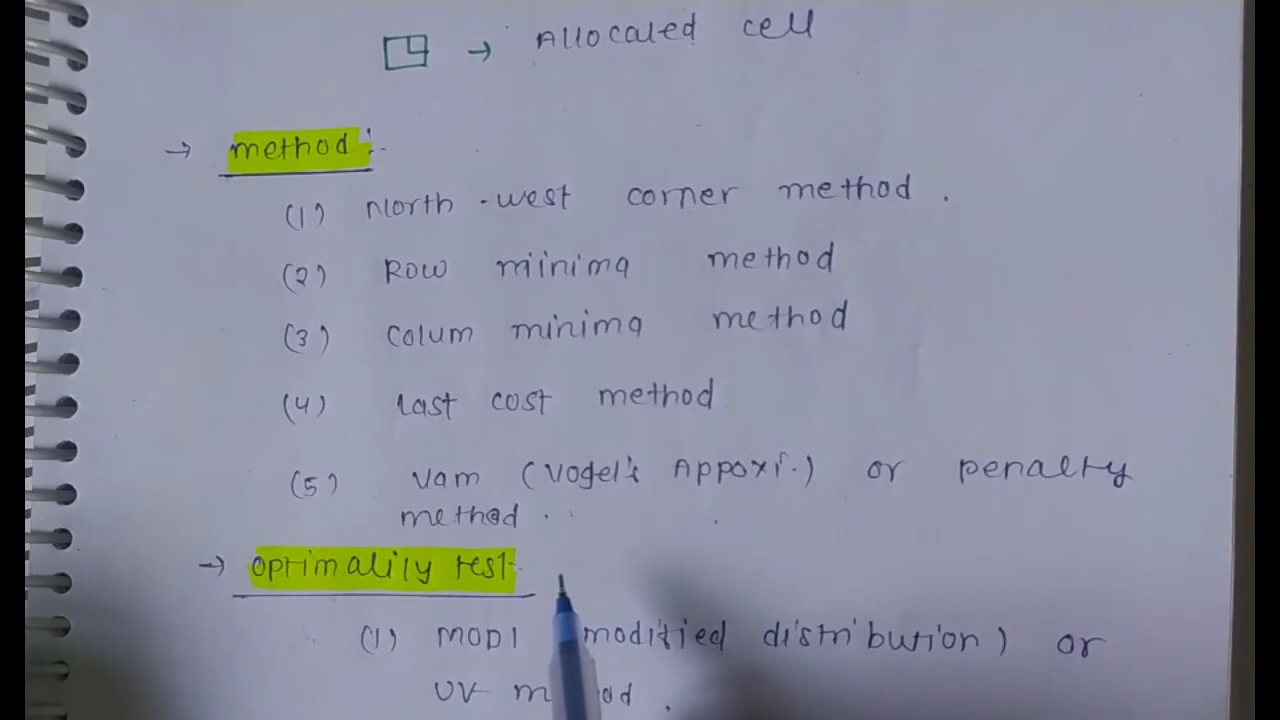 → Allocated cell
→ method :-
(1) North-west corner method.
(2) Row minima method
(3) Colum minima method
(4) Last cost method
(5) Vam (Vogel's Appoxi.) or penalty
method.
→ Optimality test
(1) MODI modified distribution) or
UV